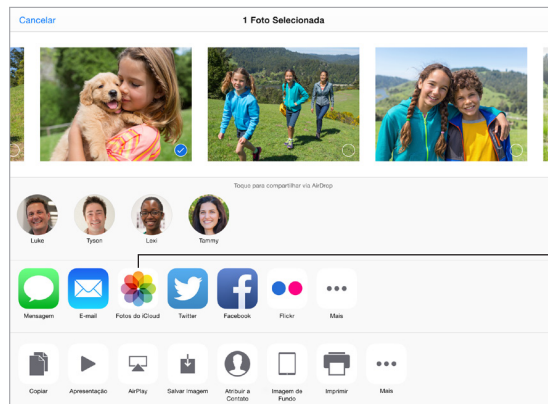 Cancelar
1 Foto Selecionada
Toque para compartilhar via AirDrop
Luke
Tyson
Lexi
Tammy
Mensagem
E-mail
Fotos do iCloud
Twitter
Facebook
Flickr
Mais
Copiar
Apresentação
AirPlay
Salvar Imagem
Atribuir a
Contato
Imagem de
Fundo
Imprimir
Mais